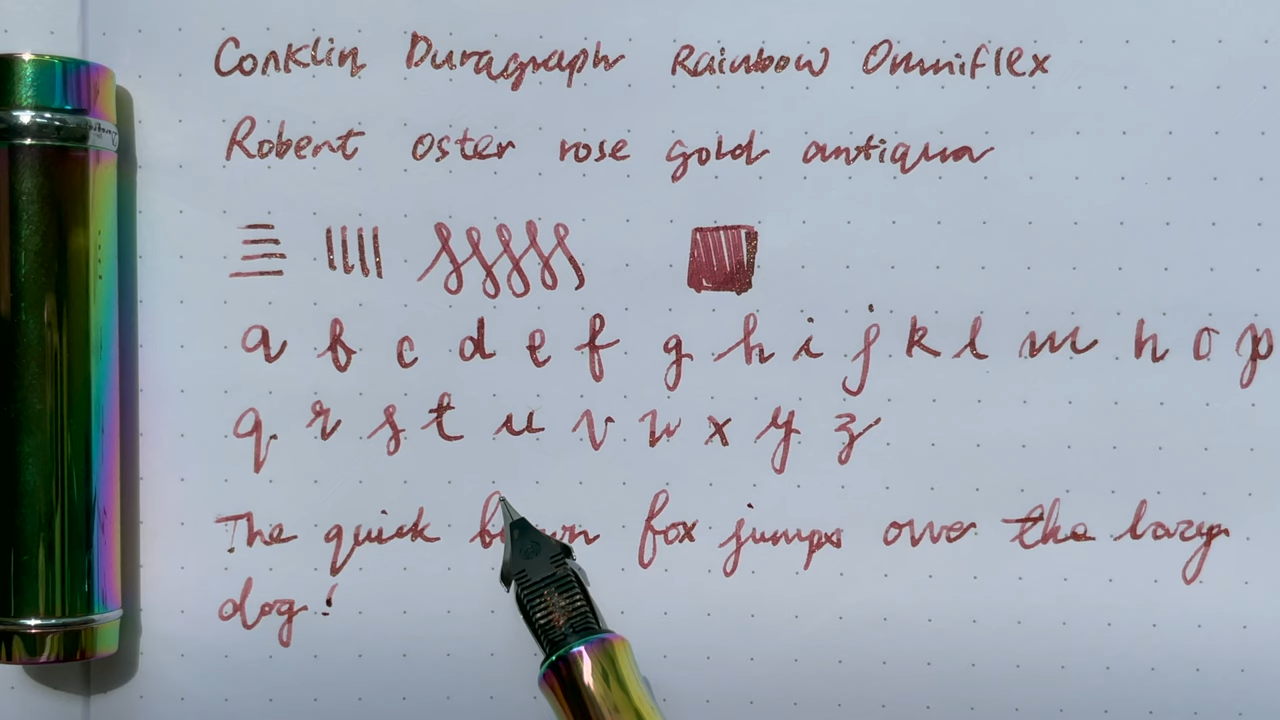 Conklin Duragraph Rainbow Omniflex
Robert Oster rose gold antiqua
a b c d e f g h i j k l m n o p
q r s t u v w x y z
The quick fox jumps over the lazy
dog!